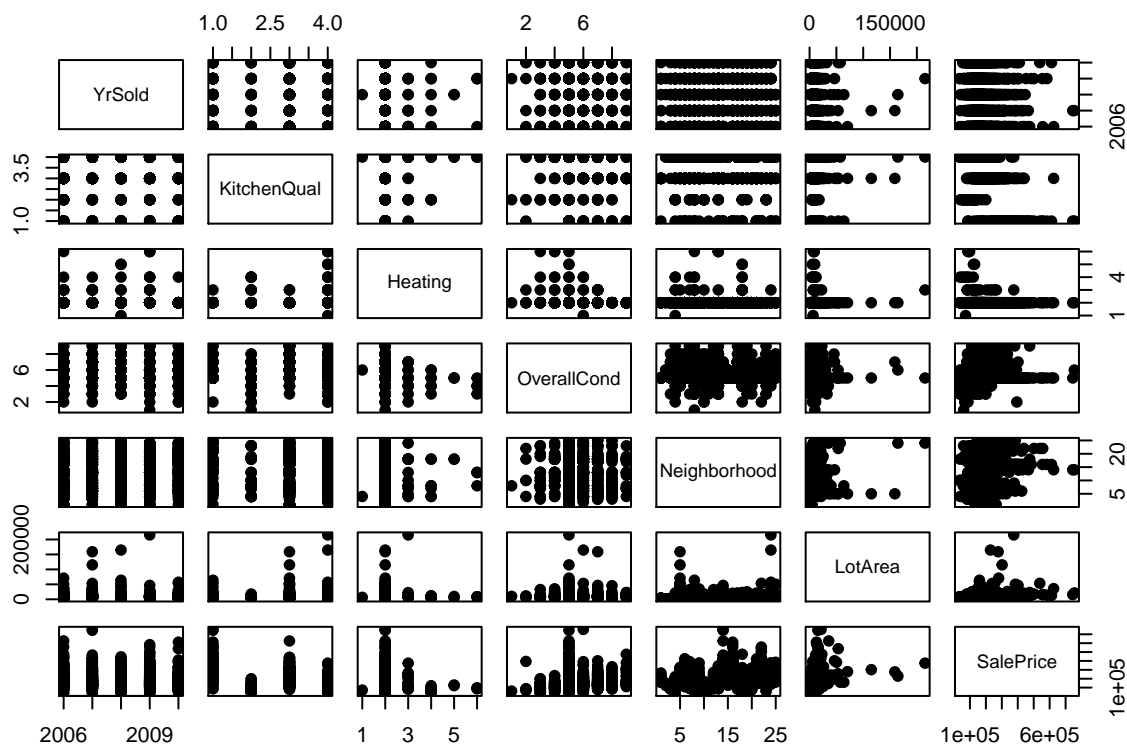 1.0 2.5 4.0
2 6
0 150000
YrSold
2006
1.0 3.5
KitchenQual
Heating
1 4
2 6
OverallCond
Neighborhood
5 20
0 200000
LotArea
SalePrice
1e+05
2006 2009
1 3 5
5 15 25
1e+05 6e+05